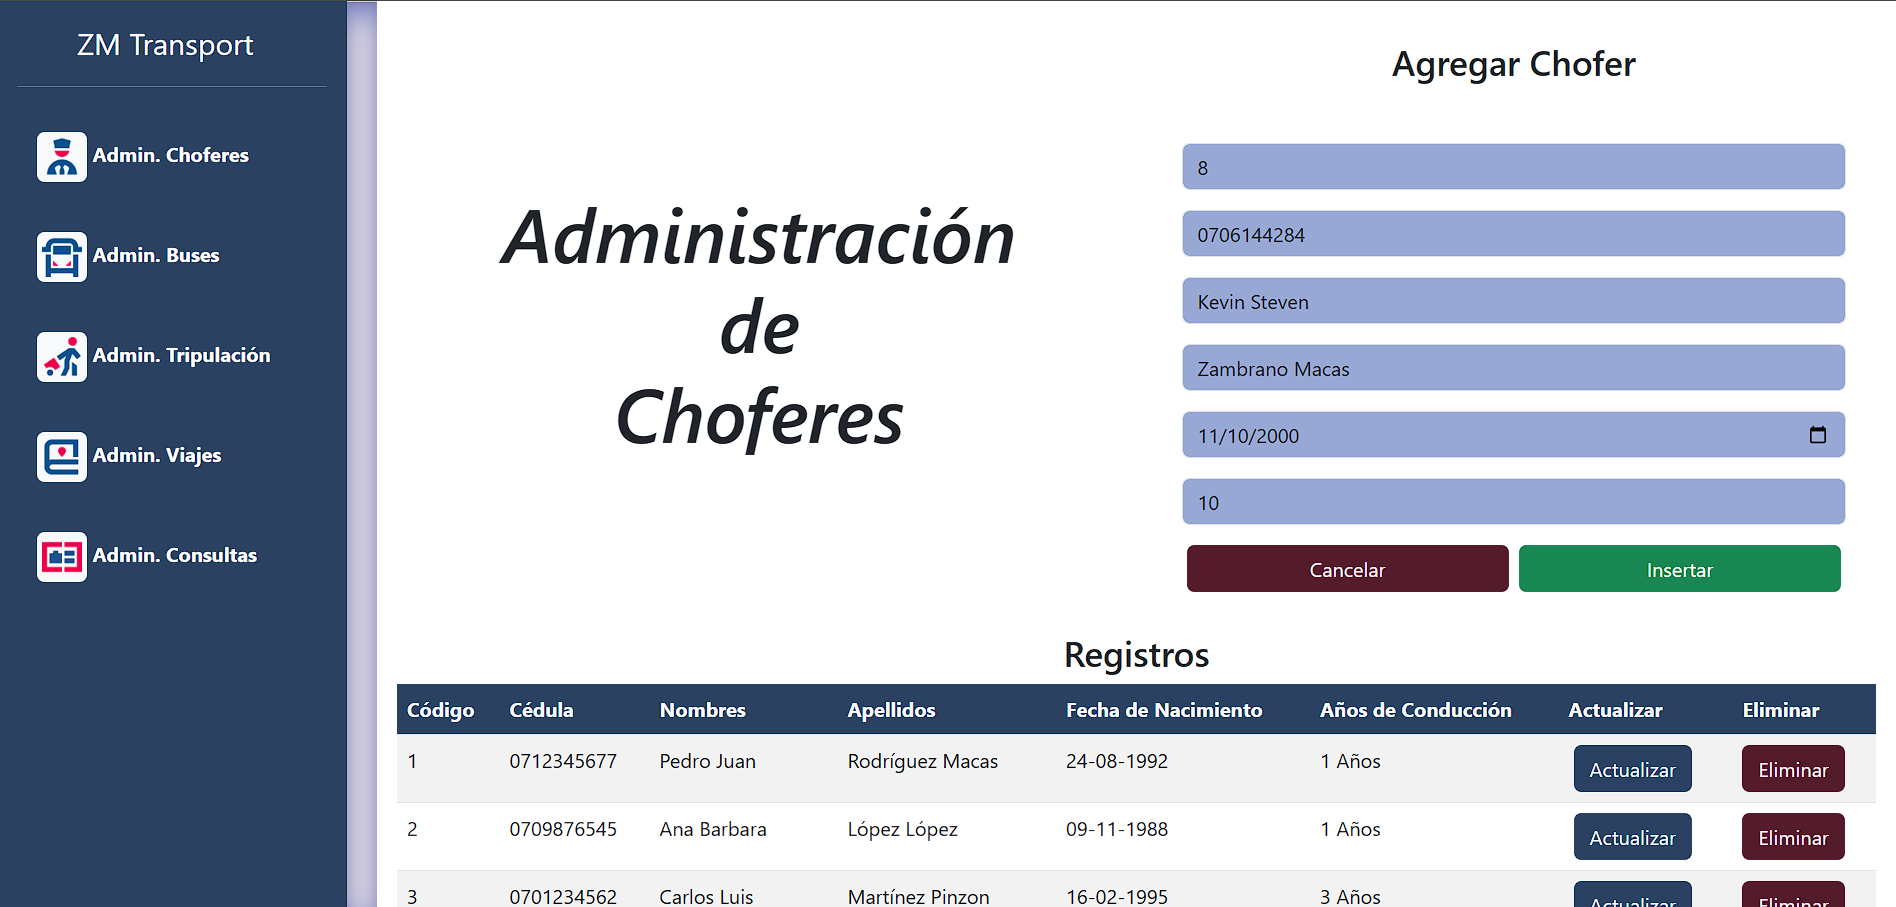 ZM Transport
Admin. Choferes
Admin. Buses
Admin. Tripulación
Admin. Viajes
Admin. Consultas
Administración
de
Choferes
Agregar Chofer
8
0706144284
Kevin Steven
Zambrano Macas
11/10/2000
10
Cancelar Insertar
Registros
Código Cédula Nombres Apellidos Fecha de Nacimiento Años de Conducción Actualizar Eliminar
1 0712345677 Pedro Juan Rodríguez Macas 24-08-1992 1 Años Actualizar Eliminar
2 0709876545 Ana Barbara López López 09-11-1988 1 Años Actualizar Eliminar
3 0701234562 Carlos Luis Martínez Pinzon 16-02-1995 3 Años Actualizar Eliminar